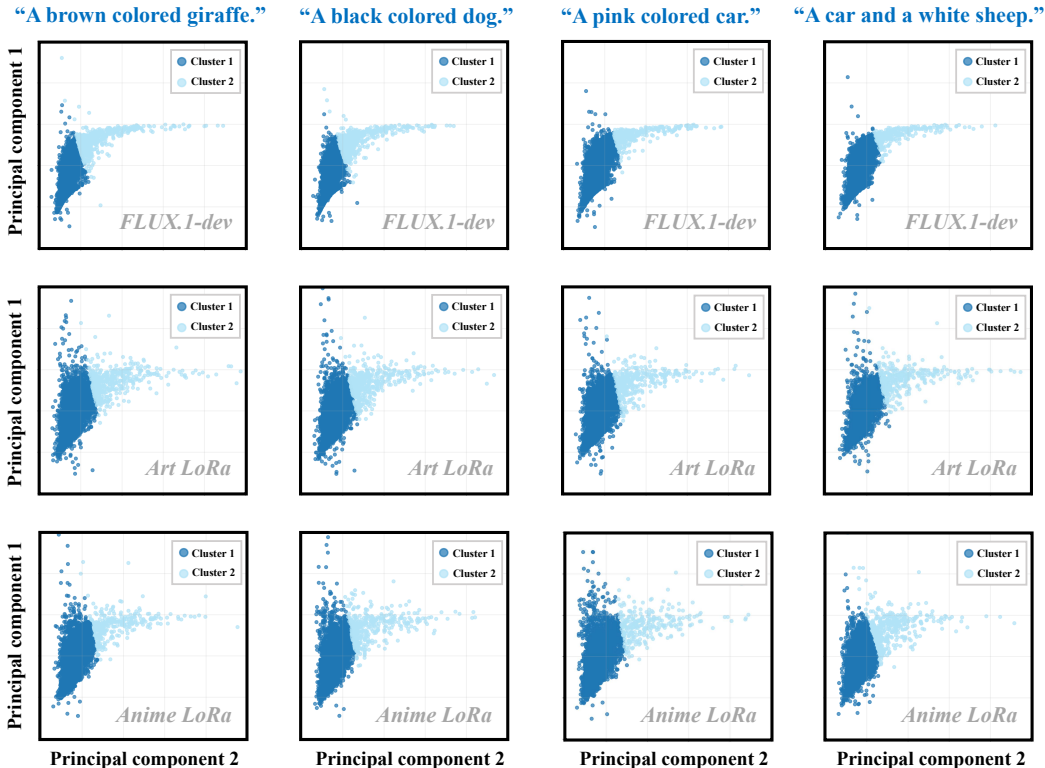 “A brown colored giraffe.”
“A black colored dog.”
“A pink colored car.”
“A car and a white sheep.”
Principal component 1
Cluster 1
Cluster 2
FLUX.1-dev
Cluster 1
Cluster 2
FLUX.1-dev
Cluster 1
Cluster 2
FLUX.1-dev
Cluster 1
Cluster 2
FLUX.1-dev
Principal component 1
Cluster 1
Cluster 2
Art LoRa
Cluster 1
Cluster 2
Art LoRa
Cluster 1
Cluster 2
Art LoRa
Cluster 1
Cluster 2
Art LoRa
Principal component 1
Cluster 1
Cluster 2
Anime LoRa
Cluster 1
Cluster 2
Anime LoRa
Cluster 1
Cluster 2
Anime LoRa
Cluster 1
Cluster 2
Anime LoRa
Principal component 2
Principal component 2
Principal component 2
Principal component 2